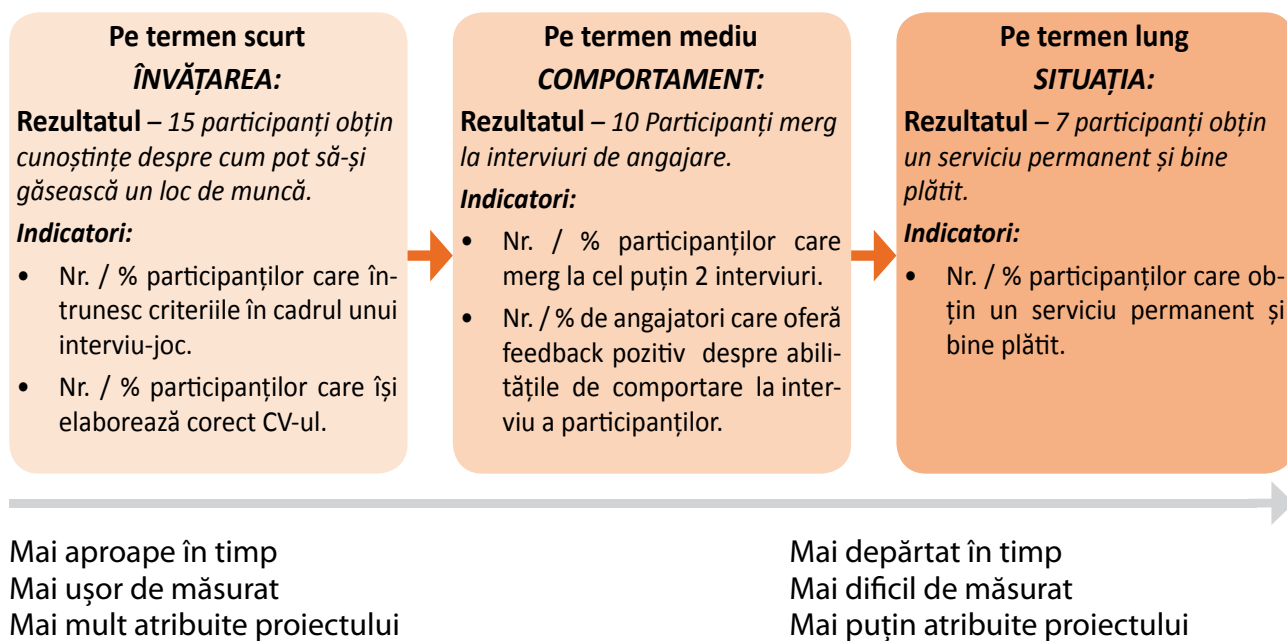 Pe termen scurt
ÎNVĂȚAREA:
Rezultatul – 15 participanți obțin
cunoștințe despre cum pot să-și
găsească un loc de muncă.
Indicatori:
• Nr. / % participanților care în-
trunesc criteriile în cadrul unui
interviu-joc.
• Nr. / % participanților care își
elaborează corect CV-ul.
Pe termen mediu
COMPORTAMENT:
Rezultatul – 10 Participanți merg
la interviuri de angajare.
Indicatori:
• Nr. / % participanților care
merg la cel puțin 2 interviuri.
• Nr. / % de angajatori care oferă
feedback pozitiv despre abili-
tățile de comportare la inter-
viu a participanților.
Pe termen lung
SITUAȚIA:
Rezultatul – 7 participanți obțin
un serviciu permanent și bine
plătit.
Indicatori:
• Nr. / % participanților care ob-
țin un serviciu permanent și
bine plătit.
Mai aproape în timp
Mai ușor de măsurat
Mai mult atribuite proiectului
Mai depărtat în timp
Mai dificil de măsurat
Mai puțin atribuite proiectului